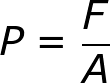 P = F/A